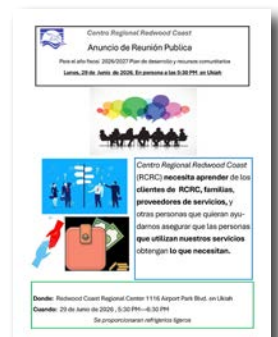 Centro Regional Redwood Coast
Anuncio de Reunión Publica
Para el año fiscal 2026/2027 Plan de desarrollo y recursos comunitarios
Lunes, 29 de Junio de 2026, En persona a las 5:30 PM en Ukiah
Centro Regional Redwood Coast
(RCRC) necesita aprender de los
clientes de RCRC, familias,
proveedores de servicios, y
otras personas que quieran ayu-
darnos asegurar que las personas
que utilizan nuestros servicios
obtengan lo que necesitan.
Donde: Redwood Coast Regional Center 1116 Airport Park Blvd. en Ukiah
Cuando: 29 de Junio de 2026, 5:30 PM—6:30 PM
Se proporcionaran refrigerios ligeros